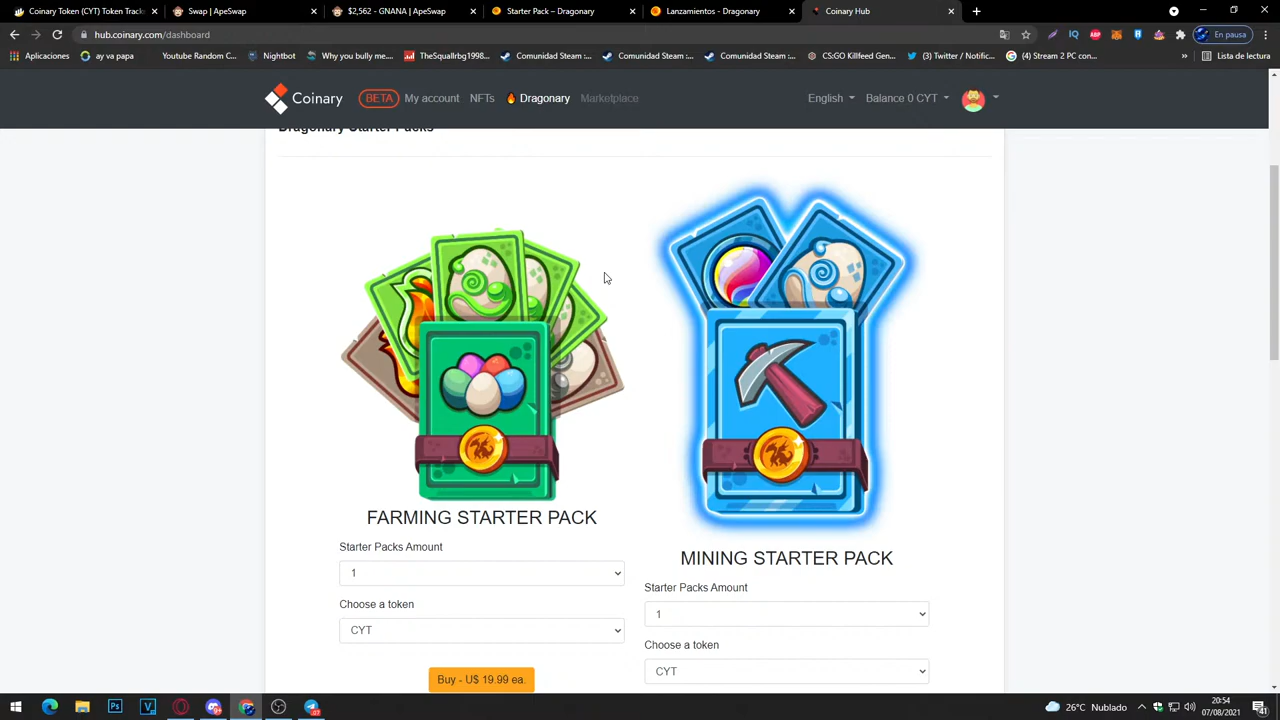 Coinary Token (CYT) Token Track
Swap | ApeSwap
$2,562 - GNANA | ApeSwap
Starter Pack – Dragonary
Lanzamientos - Dragonary
Coinary Hub
hub.coinary.com/dashboard
En pausa
Aplicaciones
ay va papa
Youtube Random C...
Nightbot
Why you bully me...
TheSquallrg1998...
Comunidad Steam :...
Comunidad Steam :...
Comunidad Steam :...
CS:GO Killfeed Gen...
(3) Twitter / Notific...
(4) Stream 2 PC con...
»
Lista de lectura
Coinary
BETA
My account
NFTs
Dragonary
Marketplace
English
Balance 0 CYT
Dragonary Starter Packs
FARMING STARTER PACK
Starter Packs Amount
1
Choose a token
CYT
Buy - U$ 19.99 ea.
MINING STARTER PACK
Starter Packs Amount
1
Choose a token
CYT
26°C Nublado
20:54
07/08/2021